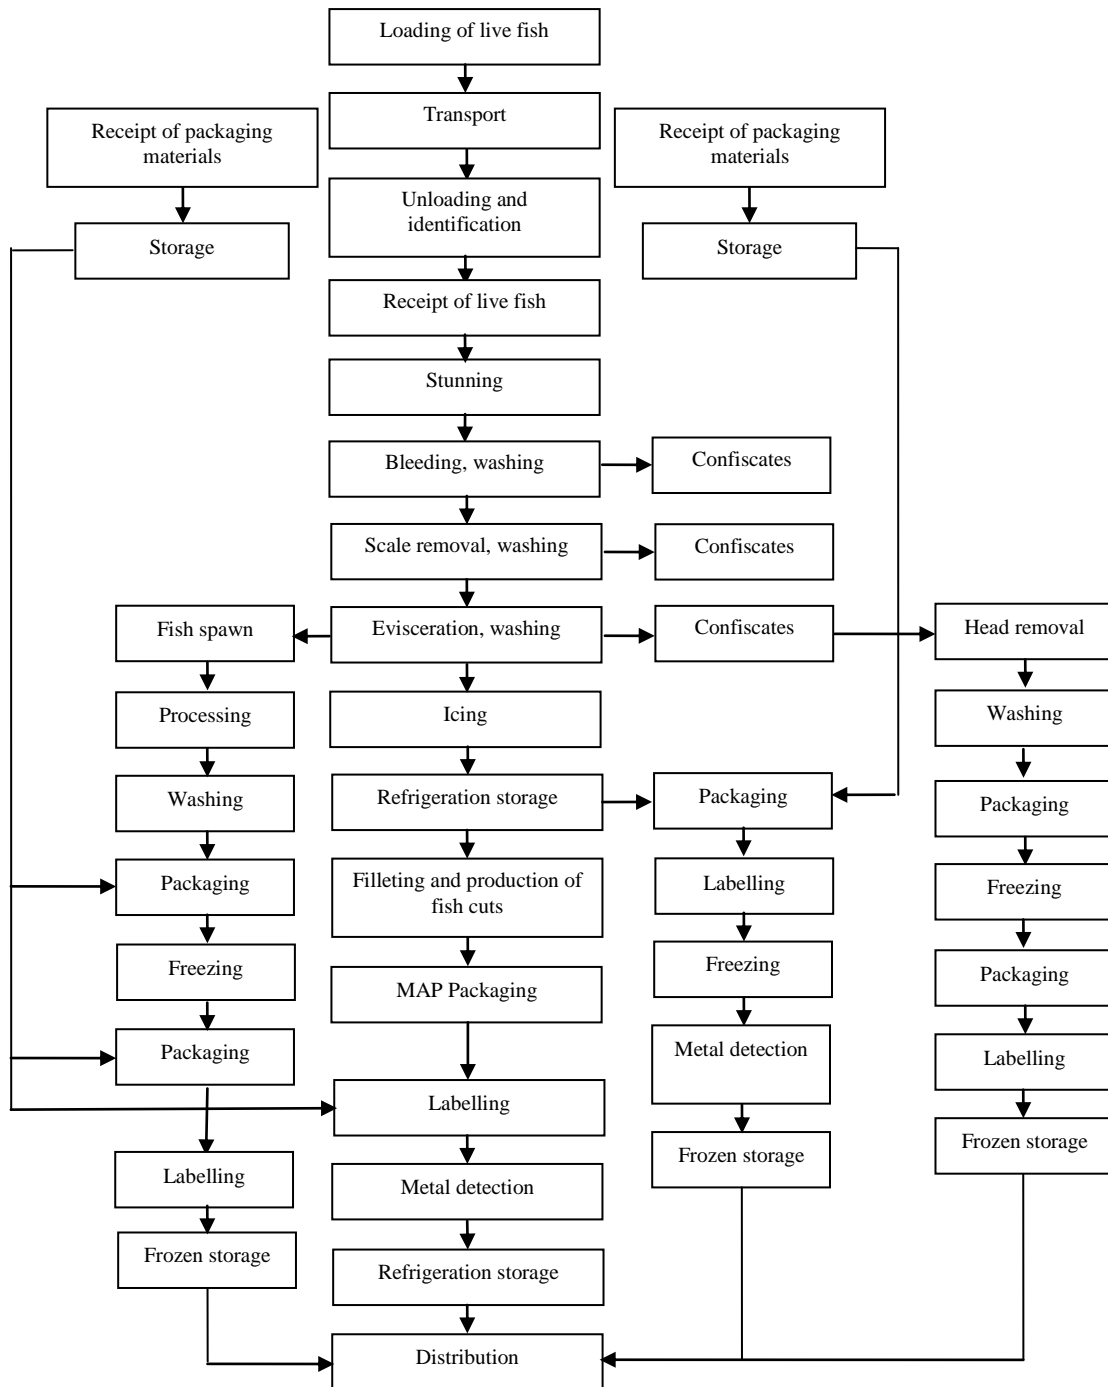 Loading of live fish
Transport
Receipt of packaging
materials
Receipt of packaging
materials
Unloading and
identification
Storage
Storage
Receipt of live fish
Stunning
Bleeding, washing
Confiscates
Scale removal, washing
Confiscates
Fish spawn
Evisceration, washing
Confiscates
Head removal
Processing
Icing
Washing
Washing
Refrigeration storage
Packaging
Packaging
Packaging
Filleting and production of
fish cuts
Labelling
Freezing
Freezing
MAP Packaging
Freezing
Packaging
Packaging
Metal detection
Labelling
Labelling
Frozen storage
Frozen storage
Labelling
Metal detection
Frozen storage
Refrigeration storage
Distribution